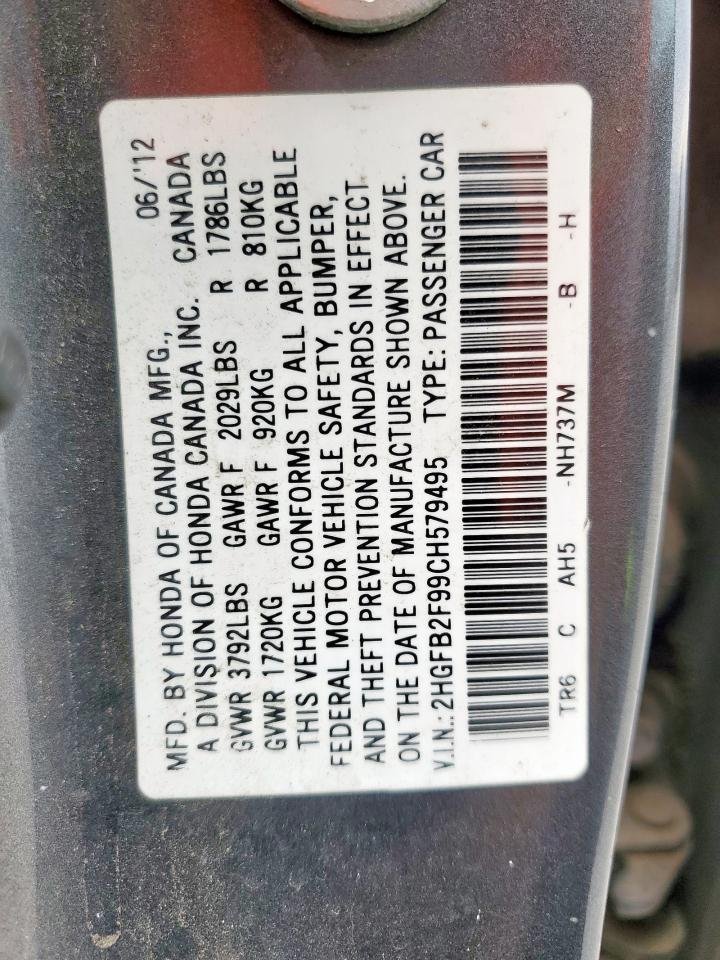 MFD. BY HONDA OF CANADA MFG., 06/'12
A DIVISION OF HONDA CANADA INC. CANADA
GVWR 3792LBS GAWR F 2029LBS R 1786LBS
GVWR 1720KG GAWR F 920KG R 810KG
THIS VEHICLE CONFORMS TO ALL APPLICABLE
FEDERAL MOTOR VEHICLE SAFETY, BUMPER,
AND THEFT PREVENTION STANDARDS IN EFFECT
ON THE DATE OF MANUFACTURE SHOWN ABOVE.
V.I.N.: 2HGFB2F99CH579495 TYPE: PASSENGER CAR
TR6 C AH5 -NH737M -B -H